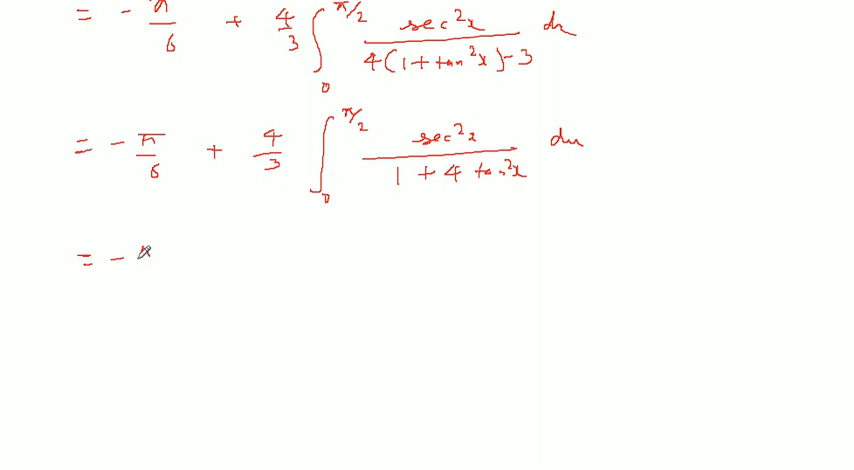 = - π/6 + 4/3 ∫₀^{π/2} sec²x / 4(1 + tan²x) - 3 dx
= - π/6 + 4/3 ∫₀^{π/2} sec²x / 1 + 4 tan²x dx
= -